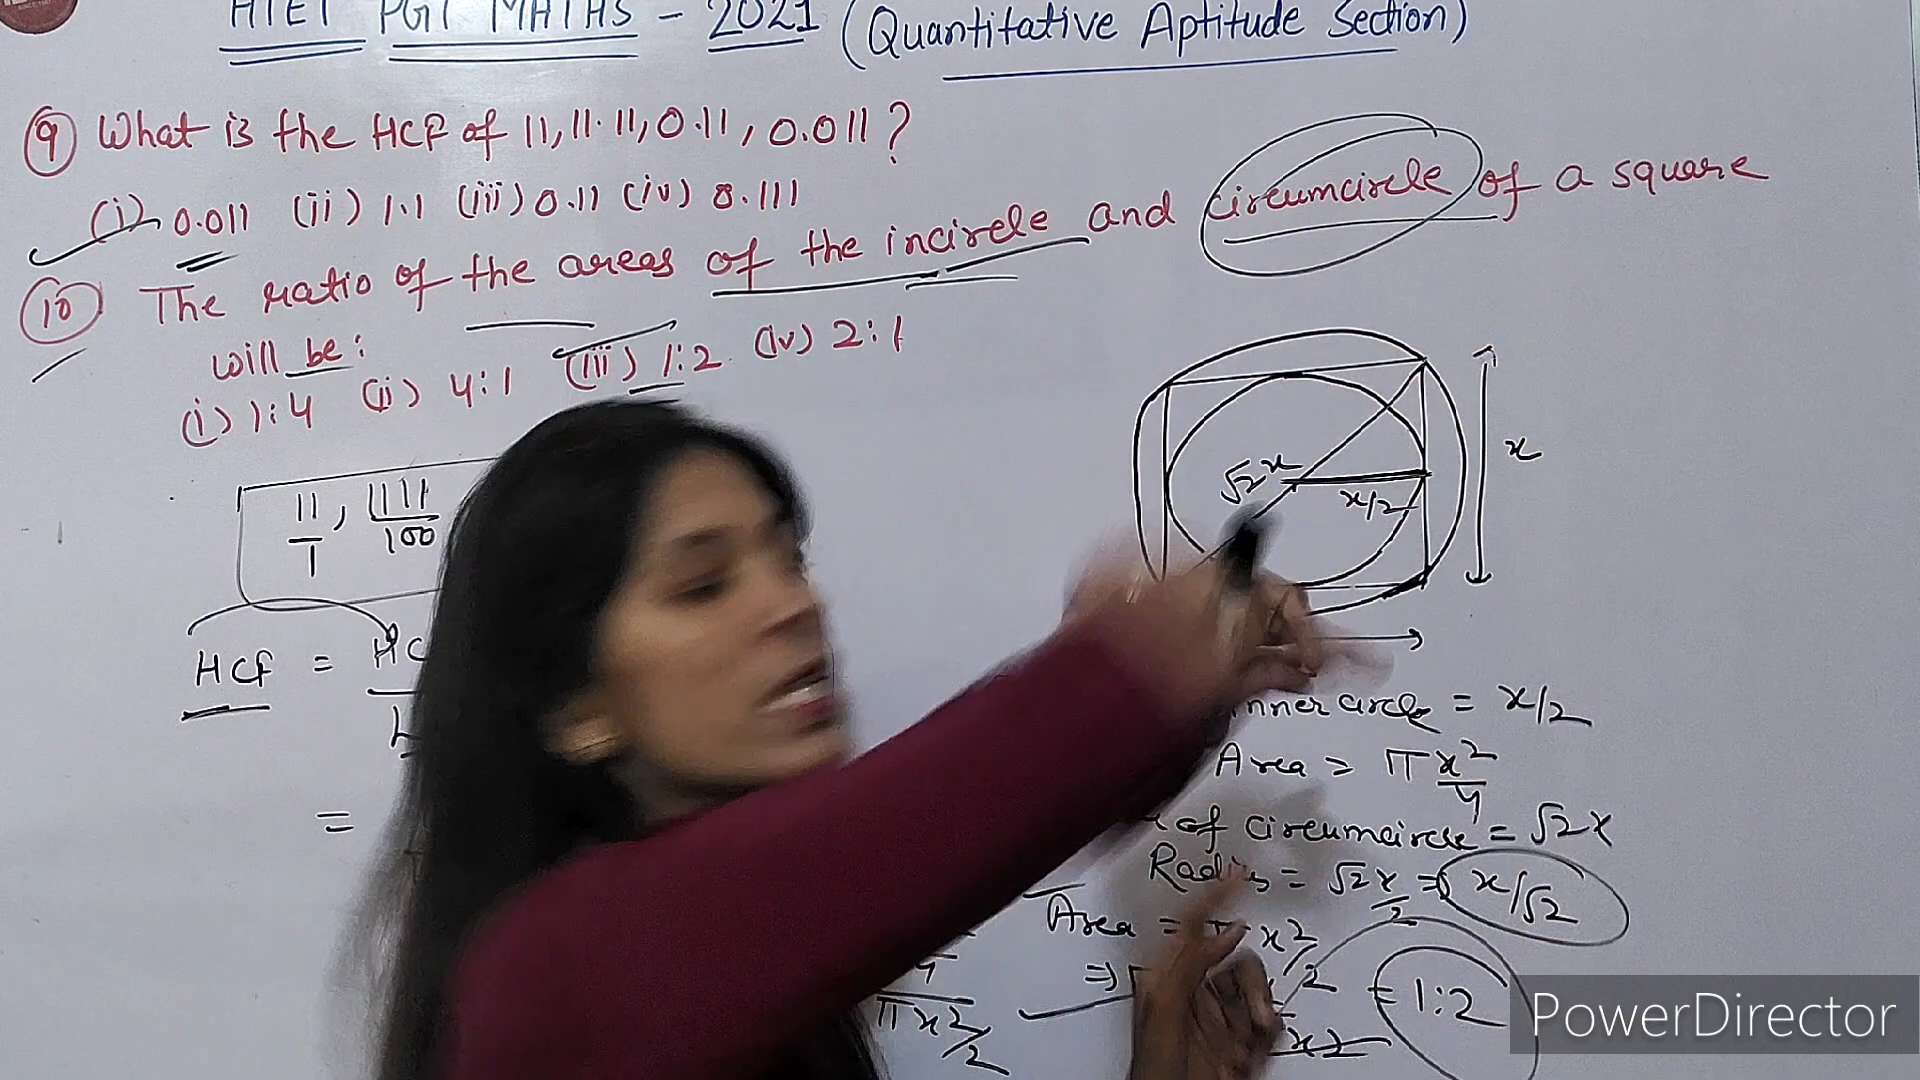 HTET PGT MATHS - 2021 (Quantitative Aptitude Section)
9 What is the HCF of 11, 11.11, 0.11, 0.011?
(i) 0.011 (ii) 1.1 (iii) 0.11 (iv) 0.111
10 The ratio of the areas of the incircle and circumcircle of a square
will be:
(i) 1:4 (ii) 4:1 (iii) 1:2 (iv) 2:1
x
√2 x
x/2
11/1, 1111/100
HCF = HC
=
inner circle = x/2
Area = π x²/4
of circumcircle = √2x
Radius = √2x/2 = x/√2
Area = π x²/2
πx²/2
⇒
= 1:2
PowerDirector